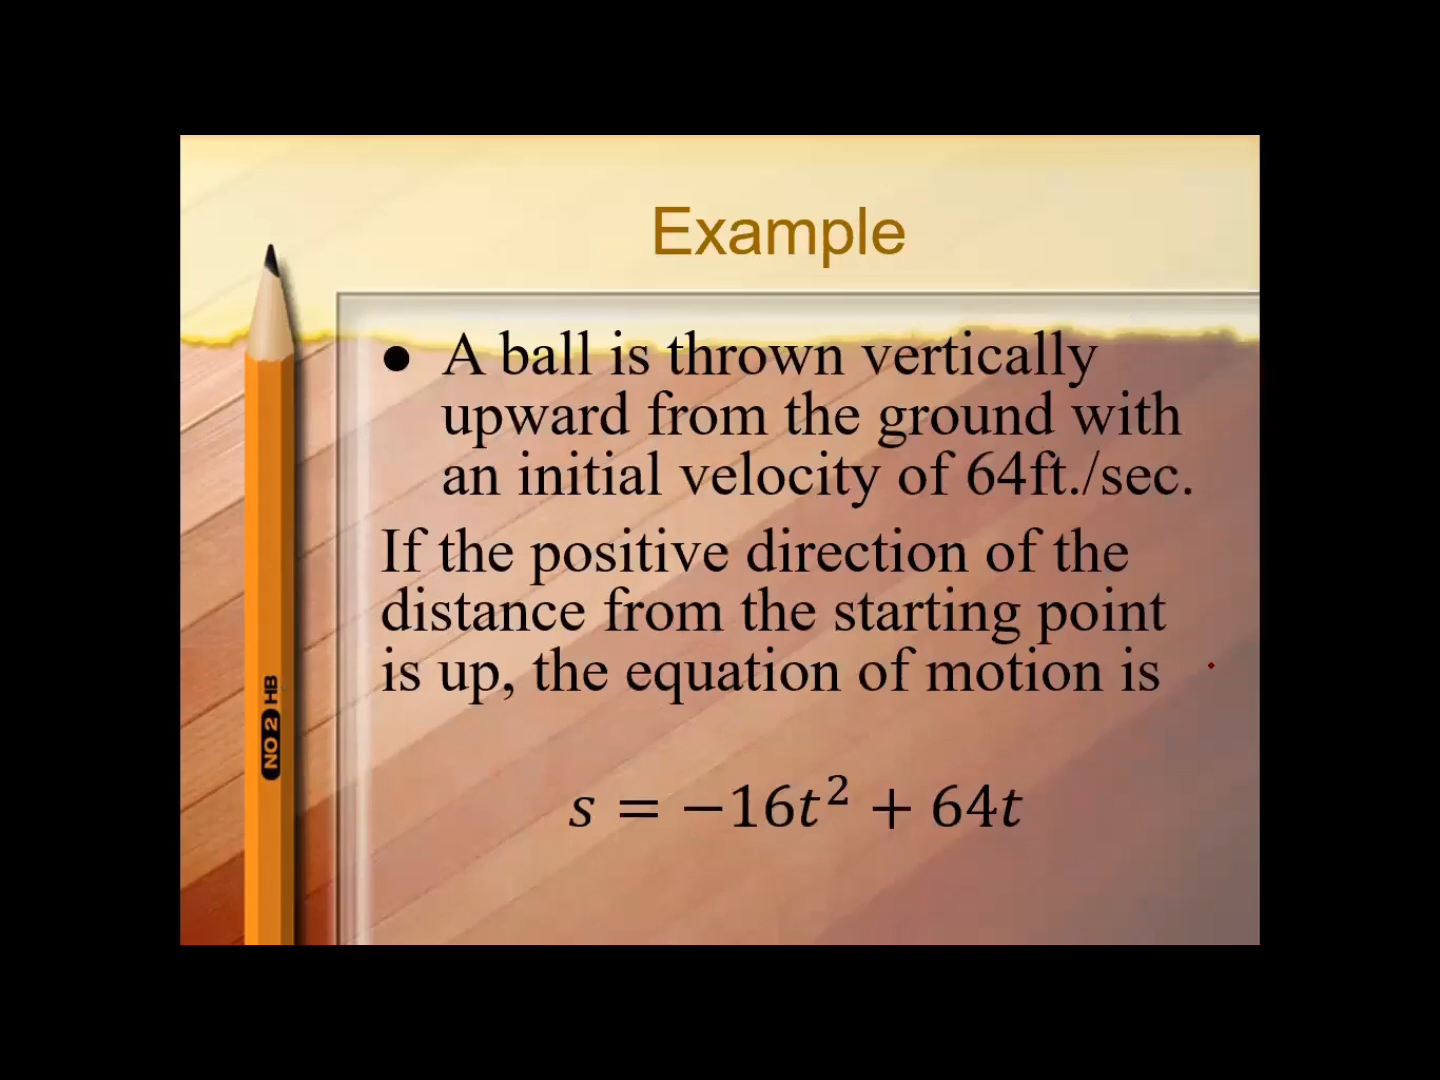 Example
● A ball is thrown vertically
upward from the ground with
an initial velocity of 64ft./sec.
If the positive direction of the
distance from the starting point
is up, the equation of motion is
s = −16t² + 64t
NO 2 HB